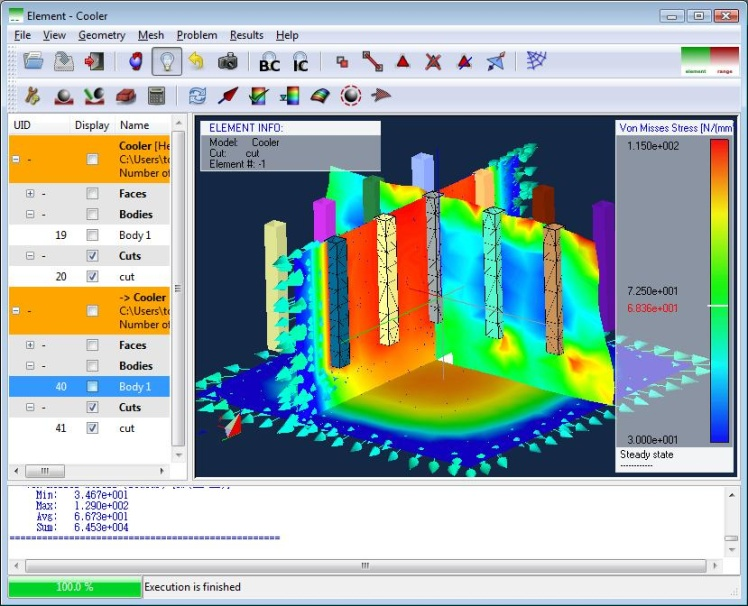 Element - Cooler
File View Geometry Mesh Problem Results Help
BC IC
element range
UID Display Name
Cooler [He
C:\Users\to
Number of
Faces
Bodies
19 Body 1
Cuts
20 cut
-> Cooler
C:\Users\to
Number of
Faces
Bodies
40 Body 1
Cuts
41 cut
ELEMENT INFO:
Model: Cooler
Cut: cut
Element #: -1
Von Misses Stress [N/(mm
1.150e+002
7.250e+001
6.836e+001
3.000e+001
Steady state
------------
Min: 3.467e+001
Max: 1.290e+002
Avg: 6.673e+001
Sum: 6.453e+004
==============================================
100.0 % Execution is finished